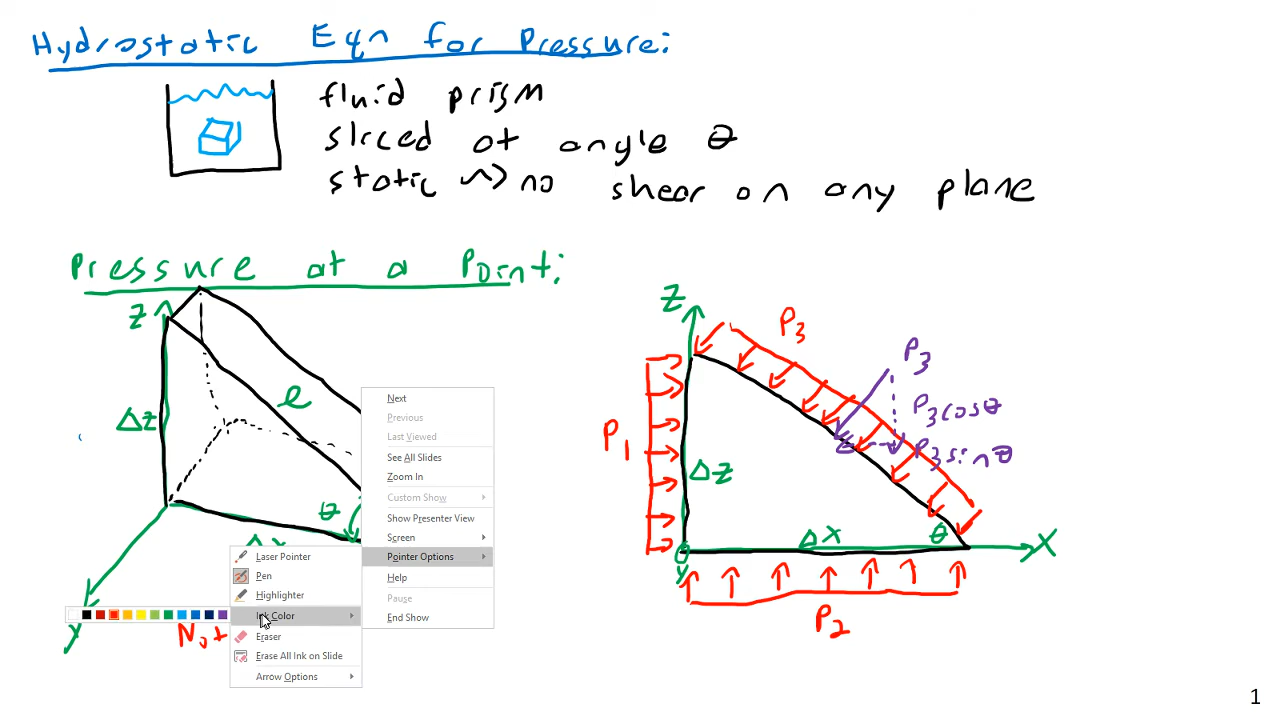 Hydrostatic Eqn for Pressure:
fluid prism
sliced at angle θ
static ~> no shear on any plane
Pressure at a Point:
Z
Δz
l
θ
y
Z
P3
P3
P3cosθ
P3sinθ
P1
Δz
Δx
θ
X
y
P2
Next
Previous
Last Viewed
See All Slides
Zoom In
Custom Show
Show Presenter View
Screen
Pointer Options
Help
Pause
End Show
Laser Pointer
Pen
Highlighter
Ink Color
Eraser
Erase All Ink on Slide
Arrow Options
Not
1